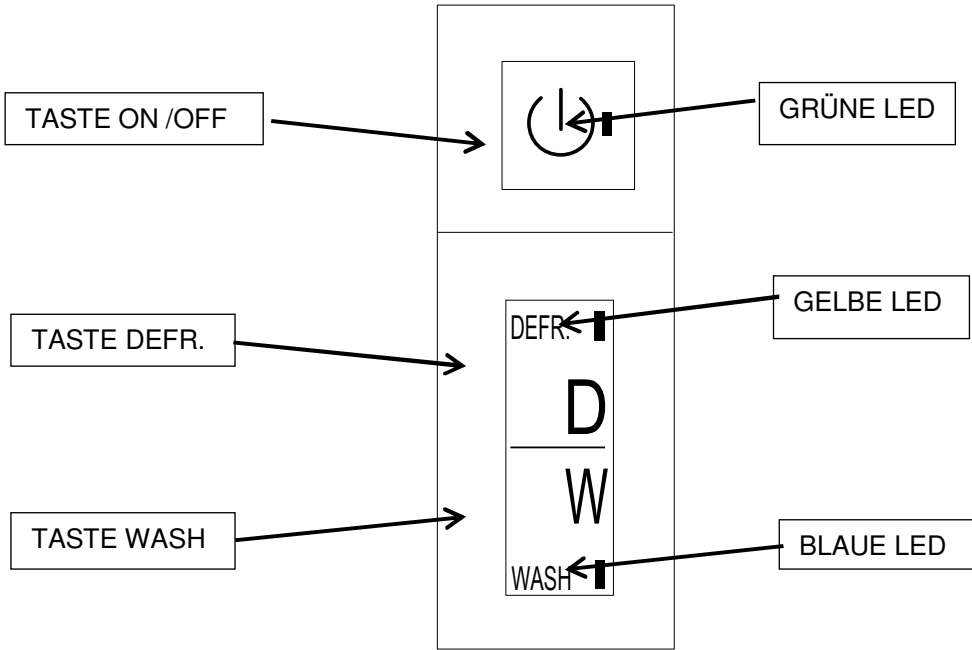 TASTE ON /OFF
GRÜNE LED
GELBE LED
DEFR.
TASTE DEFR.
D
W
TASTE WASH
BLAUE LED
WASH